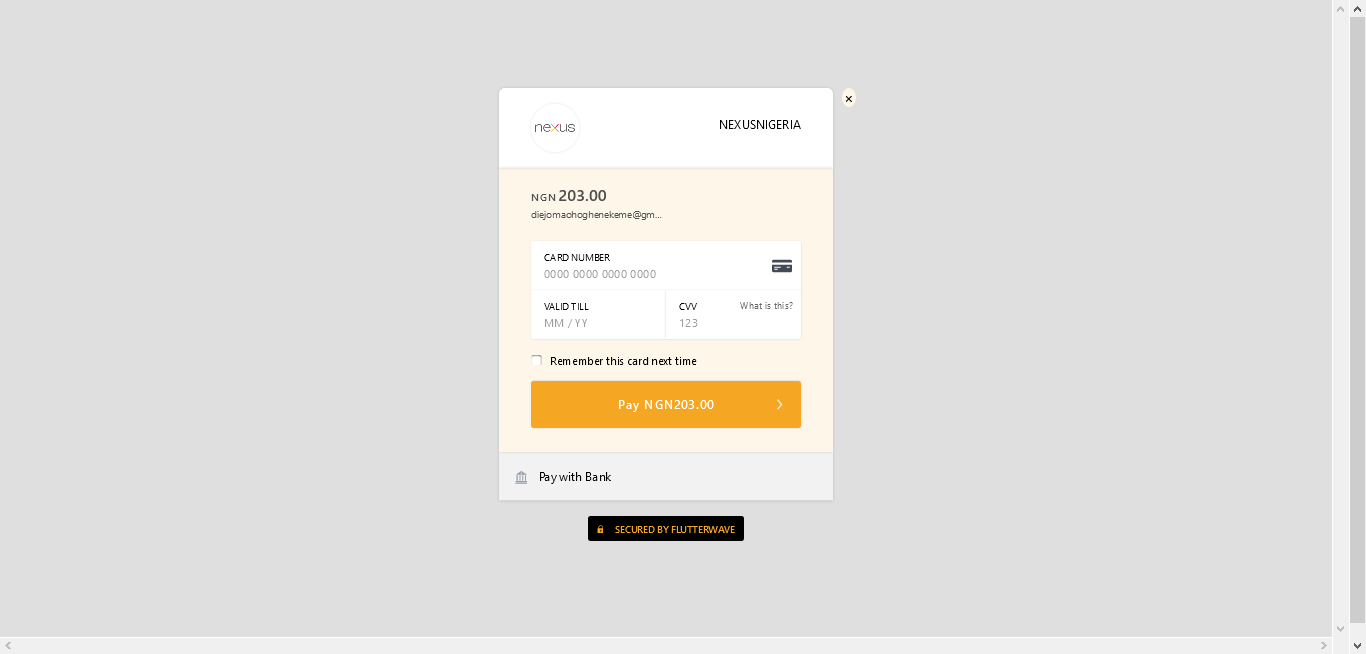 nexus
NEXUSNIGERIA
×
NGN 203.00
diejomaohoghenekeme@gm...
CARD NUMBER
0000 0000 0000 0000
VALID TILL
MM / YY
CVV
What is this?
123
Remember this card next time
Pay NGN203.00
Pay with Bank
SECURED BY FLUTTERWAVE